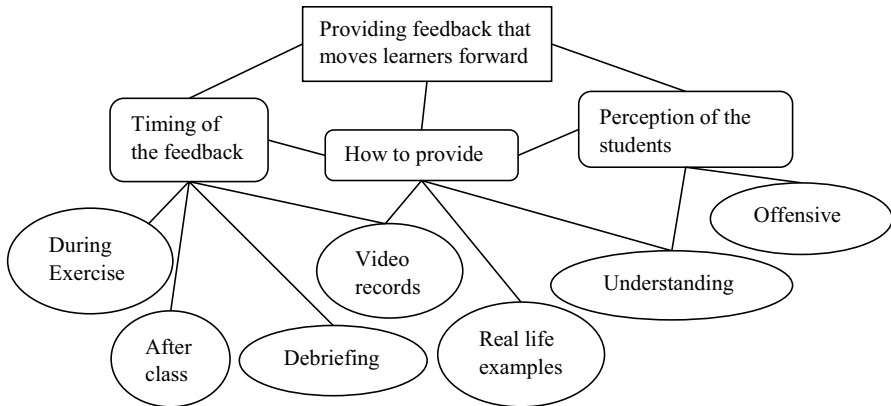 Providing feedback that
moves learners forward
Timing of
the feedback
How to provide
Perception of the
students
During
Exercise
After
class
Debriefing
Video
records
Real life
examples
Understanding
Offensive